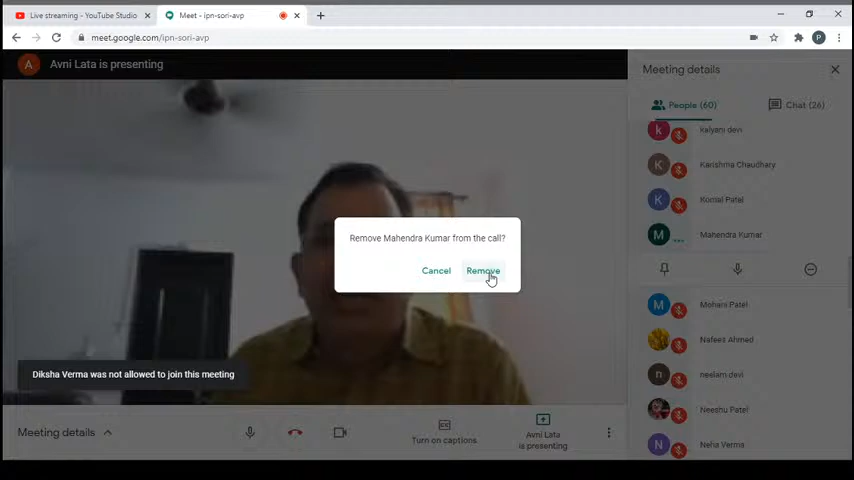 Live streaming - YouTube Studio
Meet - ipn-sori-avp
meet.google.com/ipn-sori-avp
P
A
Avni Lata is presenting
Meeting details
People (60)
Chat (26)
k
kalyani devi
K
Karishma Chaudhary
K
Komal Patel
M
Mahendra Kumar
Remove Mahendra Kumar from the call?
Cancel
Remove
M
Mohani Patel
Nafees Ahmed
n
neelam devi
Neeshu Patel
N
Neha Verma
Diksha Verma was not allowed to join this meeting
Meeting details
Turn on captions
Avni Lata
is presenting